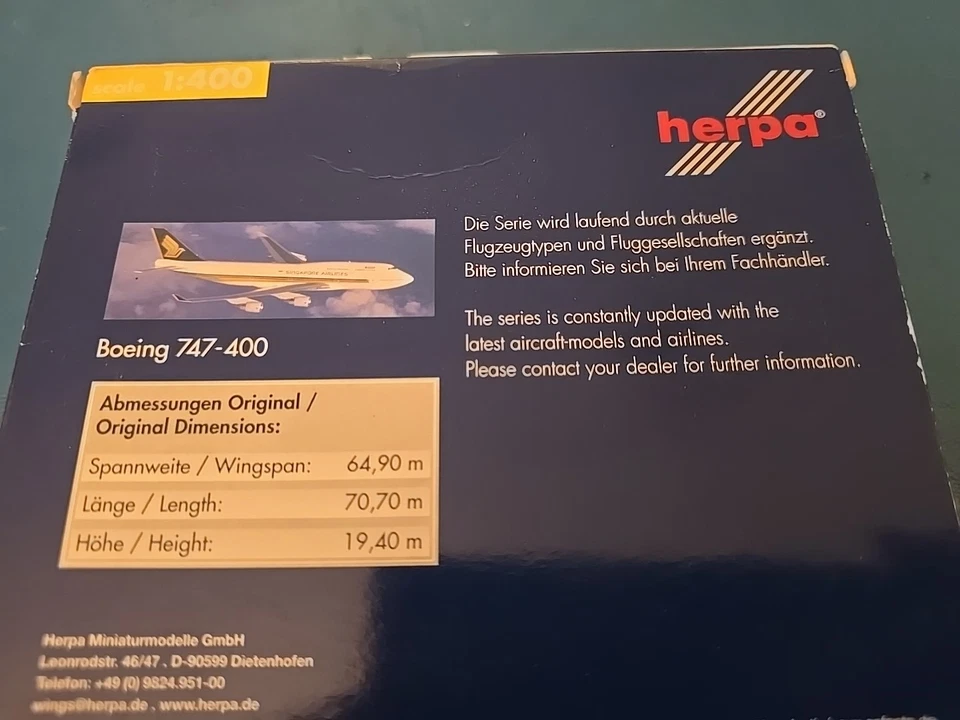 scale 1:400
herpa®
Die Serie wird laufend durch aktuelle
Flugzeugtypen und Fluggesellschaften ergänzt.
Bitte informieren Sie sich bei Ihrem Fachhändler.
The series is constantly updated with the
latest aircraft-models and airlines.
Please contact your dealer for further information.
SINGAPORE AIRLINES
Boeing 747-400
Abmessungen Original /
Original Dimensions:
Spannweite / Wingspan: 64,90 m
Länge / Length: 70,70 m
Höhe / Height: 19,40 m
Herpa Miniaturmodelle GmbH
Leonrodstr. 46/47 . D-90599 Dietenhofen
Telefon: +49 (0) 9824.951-00
wings@herpa.de . www.herpa.de